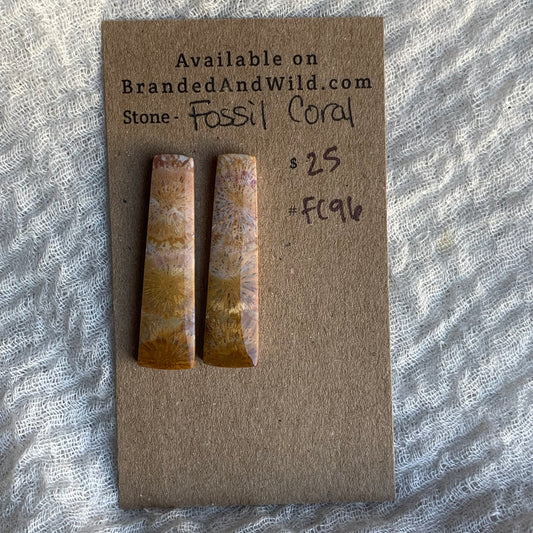 Available on
BrandedAndWild.com
Stone - Fossil Coral
$ 25
# FC96